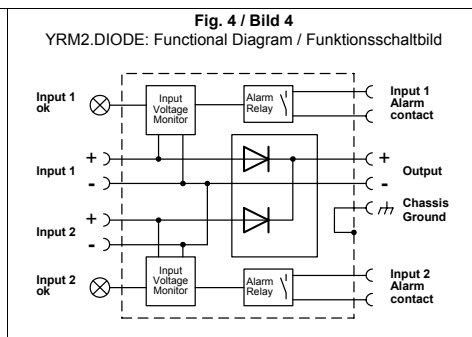 Fig. 4 / Bild 4
YRM2.DIODE: Functional Diagram / Funktionsschaltbild
Input 1
ok
Input
Voltage
Monitor
Alarm
Relay
Input 1
Alarm
contact
Input 1
+
-
+
-
Output
Chassis
Ground
Input 2
+
-
Input 2
ok
Input
Voltage
Monitor
Alarm
Relay
Input 2
Alarm
contact